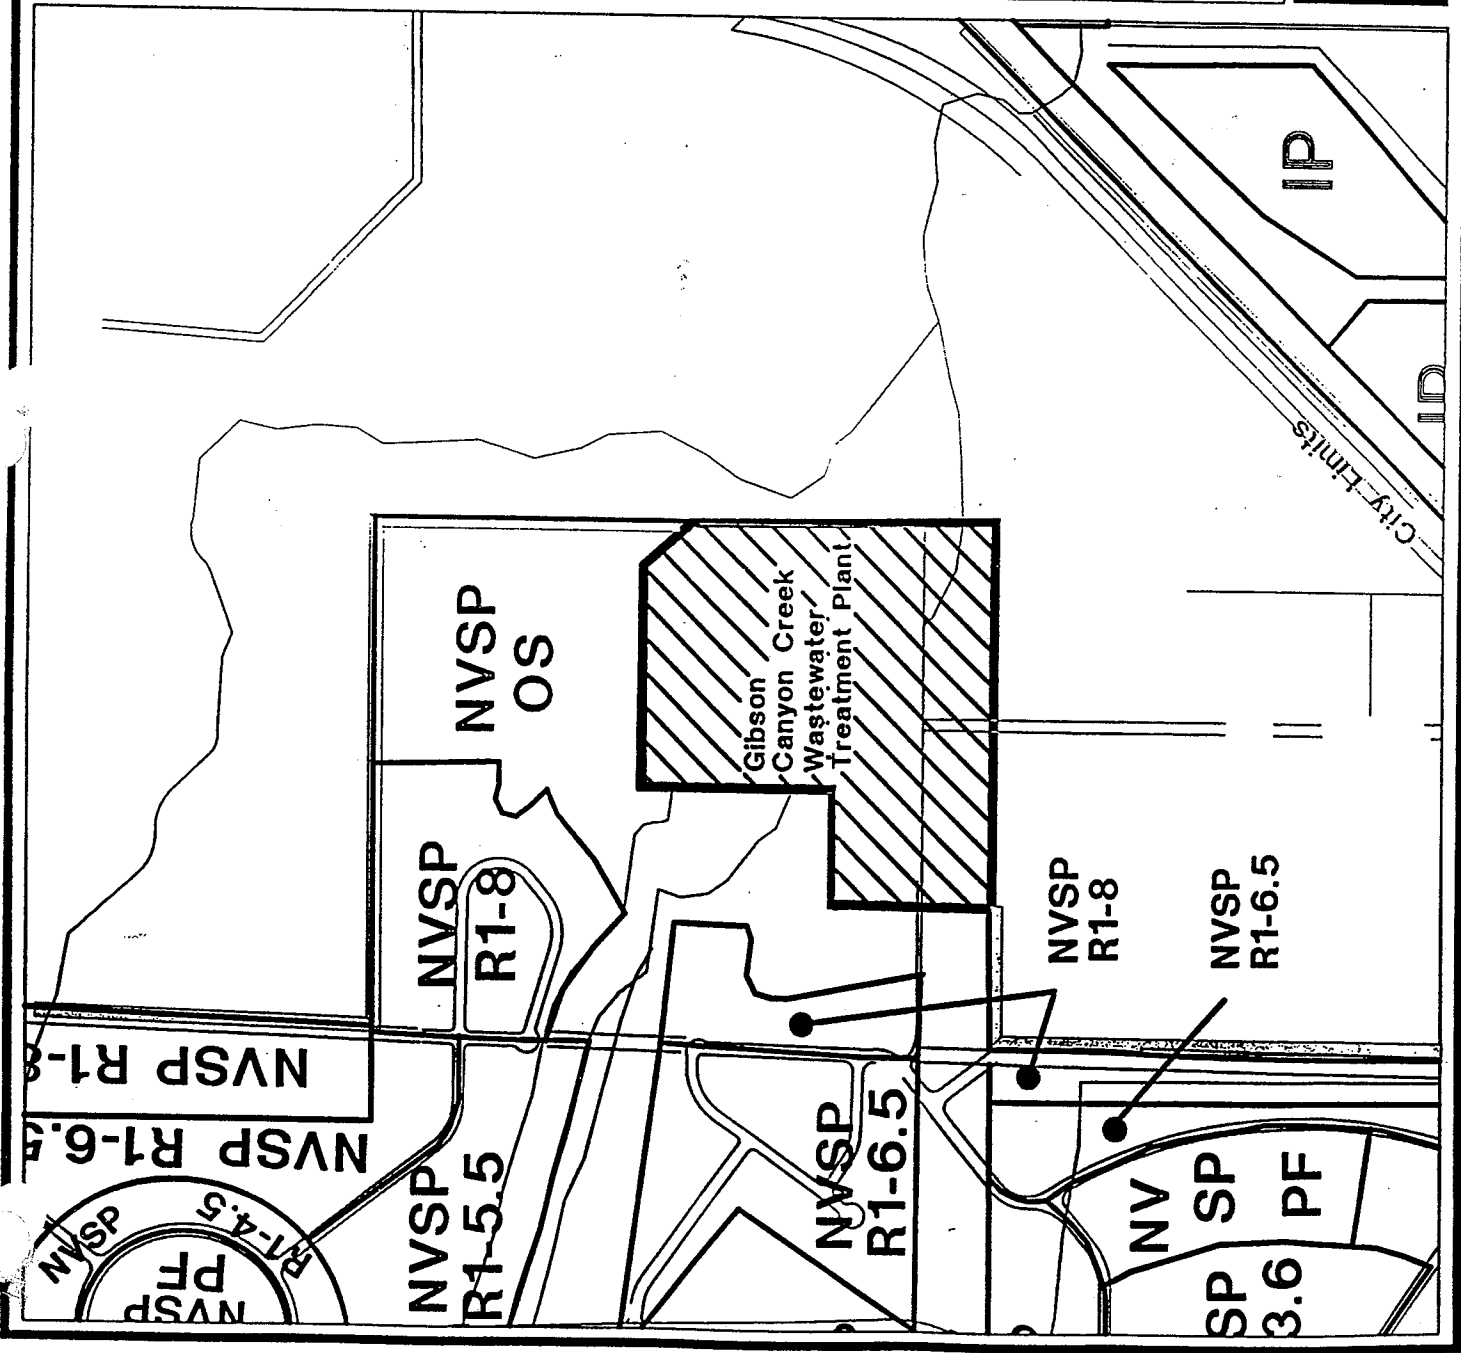 IP
IP
City Limits
NVSP
OS
Gibson
Canyon Creek
Wastewater
Treatment Plant
NVSP
R1-8
NVSP
R1-8
NVSP
R1-6.5
NVSP R1-8
NVSP R1-6.5
NVSP
R1-4.5
NVSP
PF
NVSP
R1-5.5
NVSP
R1-6.5
NV
SP
PF
SP
3.6